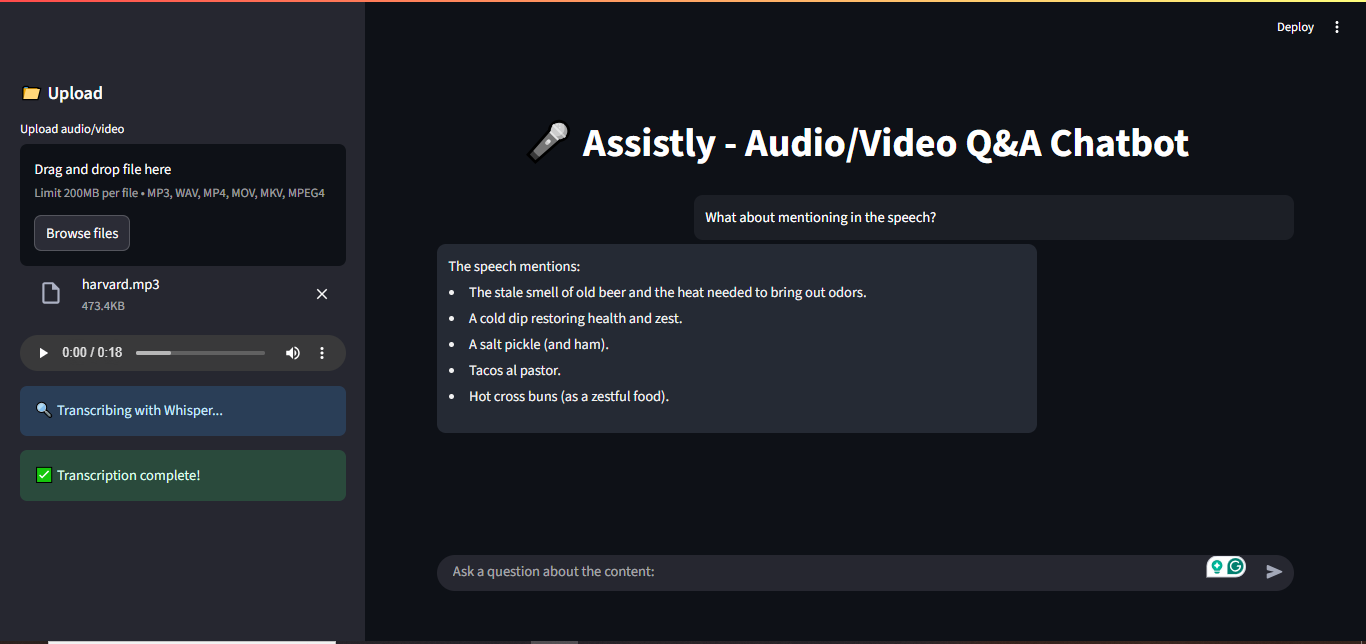 Deploy
📁 Upload
Upload audio/video
Drag and drop file here
Limit 200MB per file • MP3, WAV, MP4, MOV, MKV, MPEG4
Browse files
harvard.mp3
473.4KB
0:00 / 0:18
🔍 Transcribing with Whisper...
✅ Transcription complete!
🎤 Assistly - Audio/Video Q&A Chatbot
What about mentioning in the speech?
The speech mentions:
• The stale smell of old beer and the heat needed to bring out odors.
• A cold dip restoring health and zest.
• A salt pickle (and ham).
• Tacos al pastor.
• Hot cross buns (as a zestful food).
Ask a question about the content: